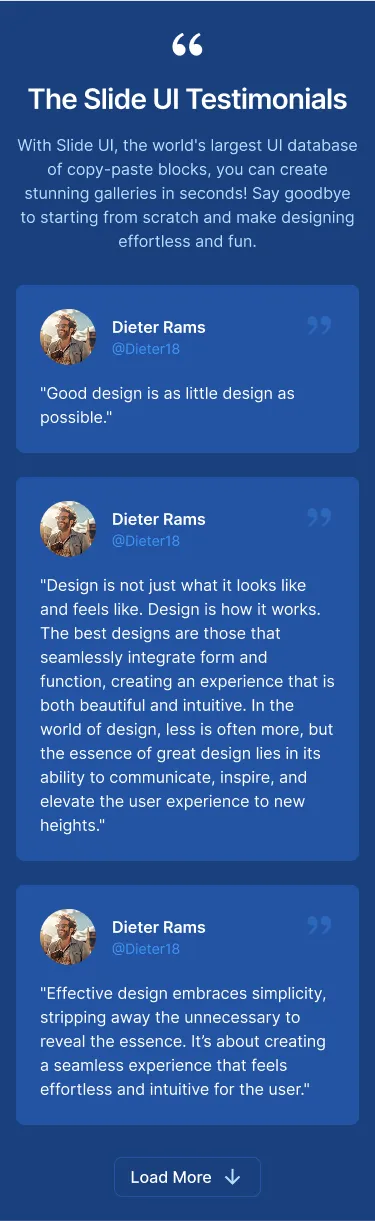 “
The Slide UI Testimonials
With Slide UI, the world's largest UI database
of copy-paste blocks, you can create
stunning galleries in seconds! Say goodbye
to starting from scratch and make designing
effortless and fun.
Dieter Rams
@Dieter18
”
"Good design is as little design as
possible."
Dieter Rams
@Dieter18
”
"Design is not just what it looks like
and feels like. Design is how it works.
The best designs are those that
seamlessly integrate form and
function, creating an experience that is
both beautiful and intuitive. In the
world of design, less is often more, but
the essence of great design lies in its
ability to communicate, inspire, and
elevate the user experience to new
heights."
Dieter Rams
@Dieter18
”
"Effective design embraces simplicity,
stripping away the unnecessary to
reveal the essence. It’s about creating
a seamless experience that feels
effortless and intuitive for the user."
Load More ↓